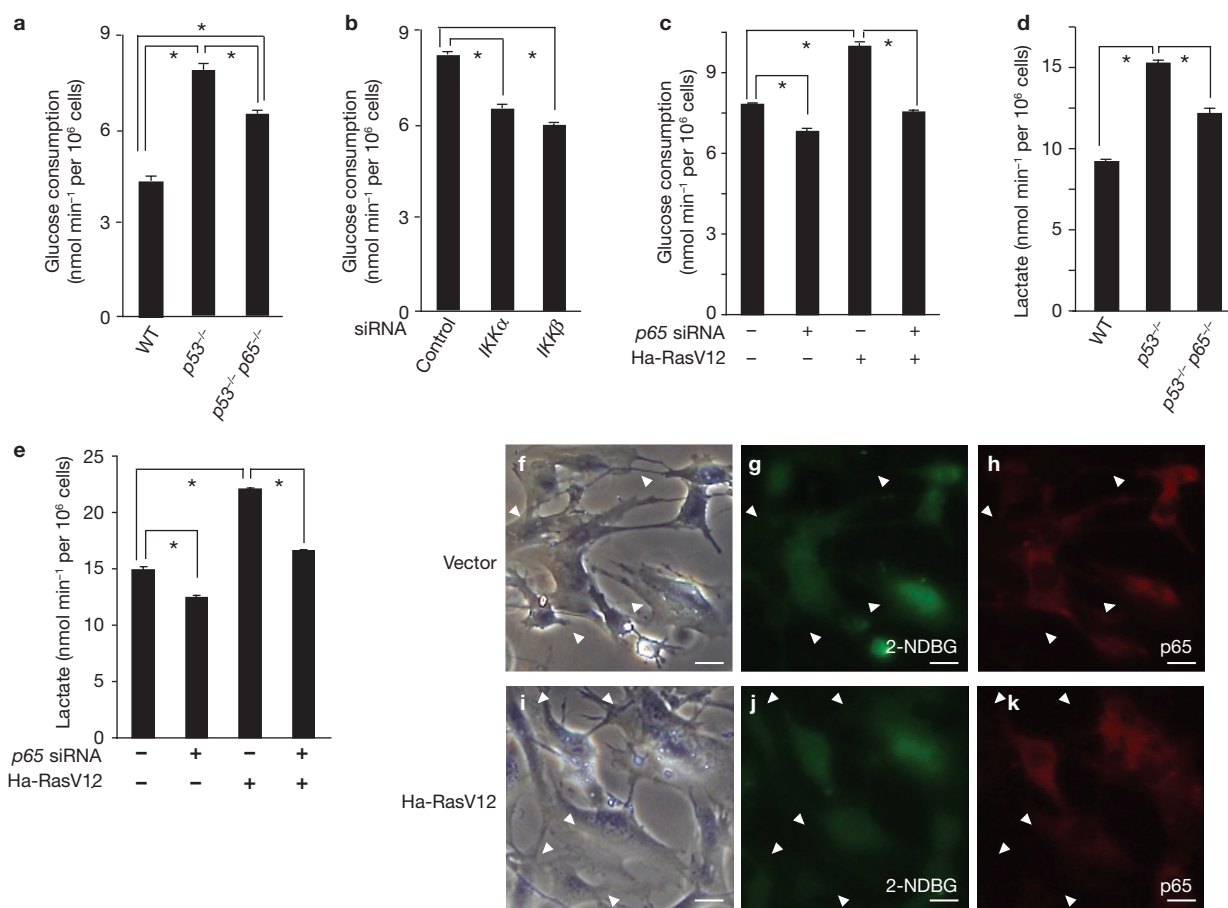 a
Glucose consumption
(nmol min⁻¹ per 10⁶ cells)
9
6
3
0
*
*
*
WT
p53⁻/⁻
p53⁻/⁻ p65⁻/⁻
b
Glucose consumption
(nmol min⁻¹ per 10⁶ cells)
9
6
3
0
*
*
siRNA
Control
IKKα
IKKβ
c
Glucose consumption
(nmol min⁻¹ per 10⁶ cells)
9
6
3
0
*
*
*
p65 siRNA – + – +
Ha-RasV12 – – + +
d
Lactate (nmol min⁻¹ per 10⁶ cells)
15
10
5
0
*
*
WT
p53⁻/⁻
p53⁻/⁻ p65⁻/⁻
e
Lactate (nmol min⁻¹ per 10⁶ cells)
25
22
15
10
5
0
*
*
*
p65 siRNA – + – +
Ha-RasV12. – – + +
Vector
f
g
2-NDBG
h
p65
Ha-RasV12
i
j
2-NDBG
k
p65